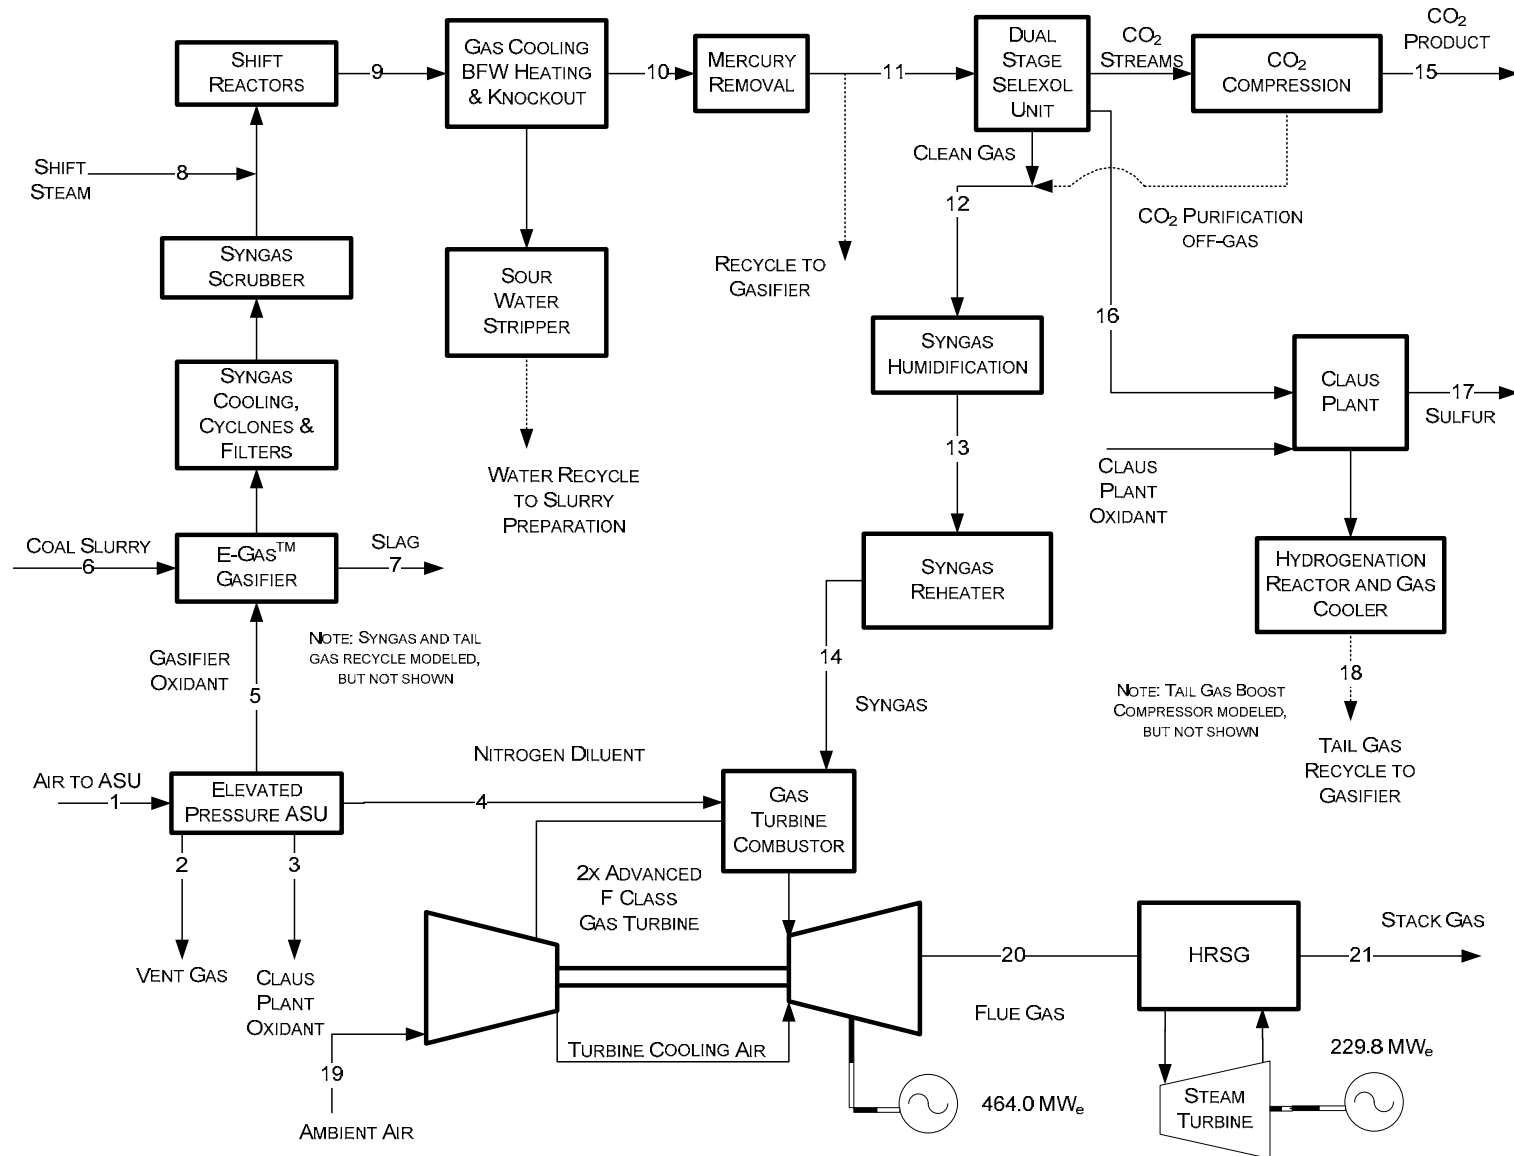 SHIFT
REACTORS
9
GAS COOLING
BFW HEATING
& KNOCKOUT
10
MERCURY
REMOVAL
11
DUAL
STAGE
SELEXOL
UNIT
CO2
STREAMS
CO2
COMPRESSION
CO2
PRODUCT
15
SHIFT
STEAM
8
CLEAN GAS
12
CO2 PURIFICATION
OFF-GAS
SYNGAS
SCRUBBER
SOUR
WATER
STRIPPER
RECYCLE TO
GASIFIER
SYNGAS
HUMIDIFICATION
16
CLAUS
PLANT
17
SULFUR
SYNGAS
COOLING,
CYCLONES &
FILTERS
WATER RECYCLE
TO SLURRY
PREPARATION
13
CLAUS
PLANT
OXIDANT
COAL SLURRY
6
E-GAS™
GASIFIER
SLAG
7
SYNGAS
REHEATER
HYDROGENATION
REACTOR AND GAS
COOLER
NOTE: SYNGAS AND TAIL
GAS RECYCLE MODELED,
BUT NOT SHOWN
GASIFIER
OXIDANT
5
14
SYNGAS
18
NOTE: TAIL GAS BOOST
COMPRESSOR MODELED,
BUT NOT SHOWN
TAIL GAS
RECYCLE TO
GASIFIER
AIR TO ASU
1
ELEVATED
PRESSURE ASU
NITROGEN DILUENT
4
GAS
TURBINE
COMBUSTOR
2
3
VENT GAS
CLAUS
PLANT
OXIDANT
2X ADVANCED
F CLASS
GAS TURBINE
20
FLUE GAS
HRSG
STACK GAS
21
TURBINE COOLING AIR
19
AMBIENT AIR
464.0 MWe
STEAM
TURBINE
229.8 MWe